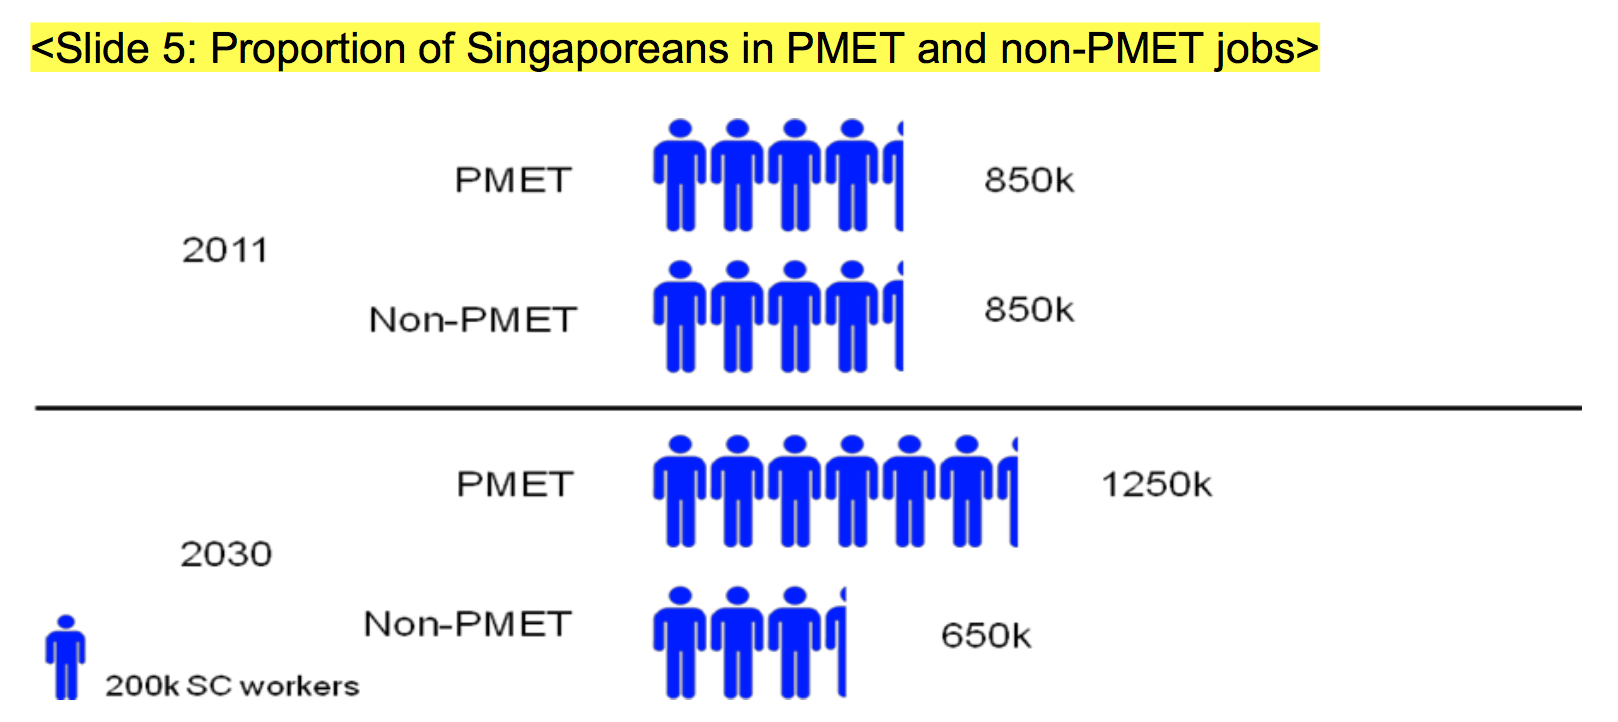 <Slide 5: Proportion of Singaporeans in PMET and non-PMET jobs>
PMET 850k
2011
Non-PMET 850k
PMET 1250k
2030
Non-PMET 650k
200k SC workers